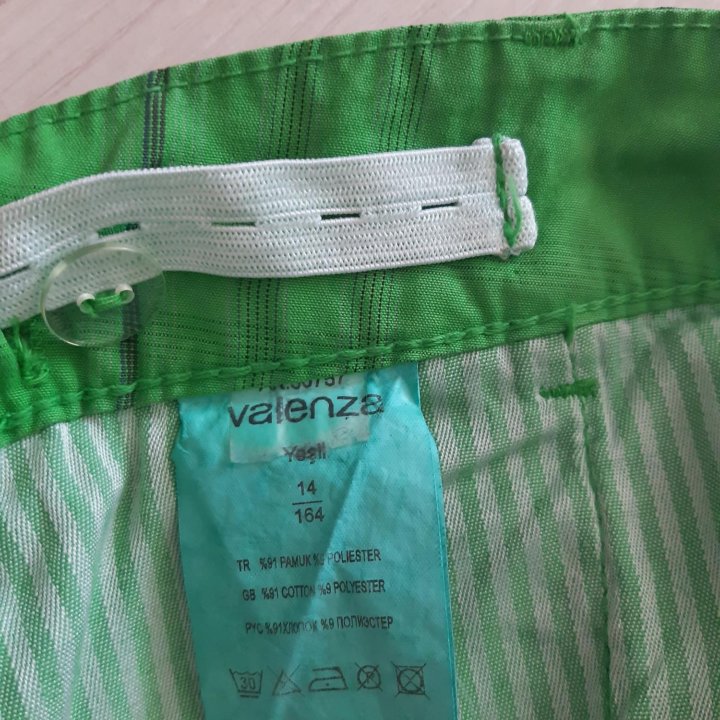 valenza
Yeşil
14
164
TR %91 PAMUK %9 POLIESTER
GB %91 COTTON %9 POLYESTER
РУС %91ХЛОПОК %9 ПОЛИЭСТЕР
30